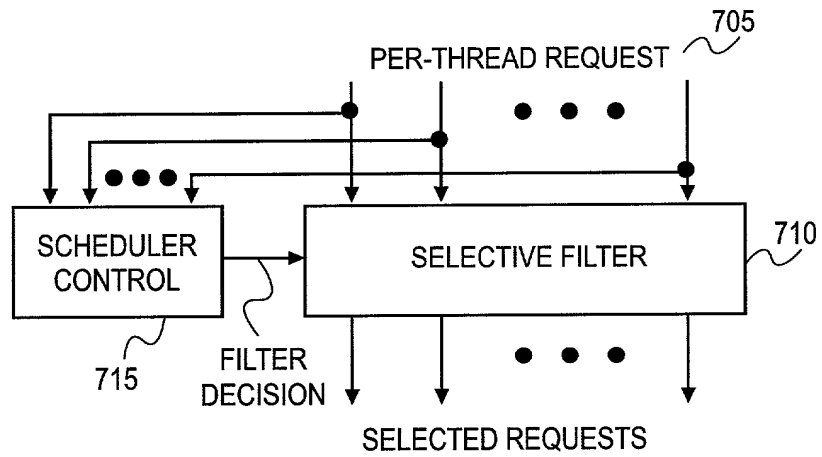 705
PER-THREAD REQUEST
SCHEDULER
CONTROL
SELECTIVE FILTER
710
715
FILTER
DECISION
SELECTED REQUESTS